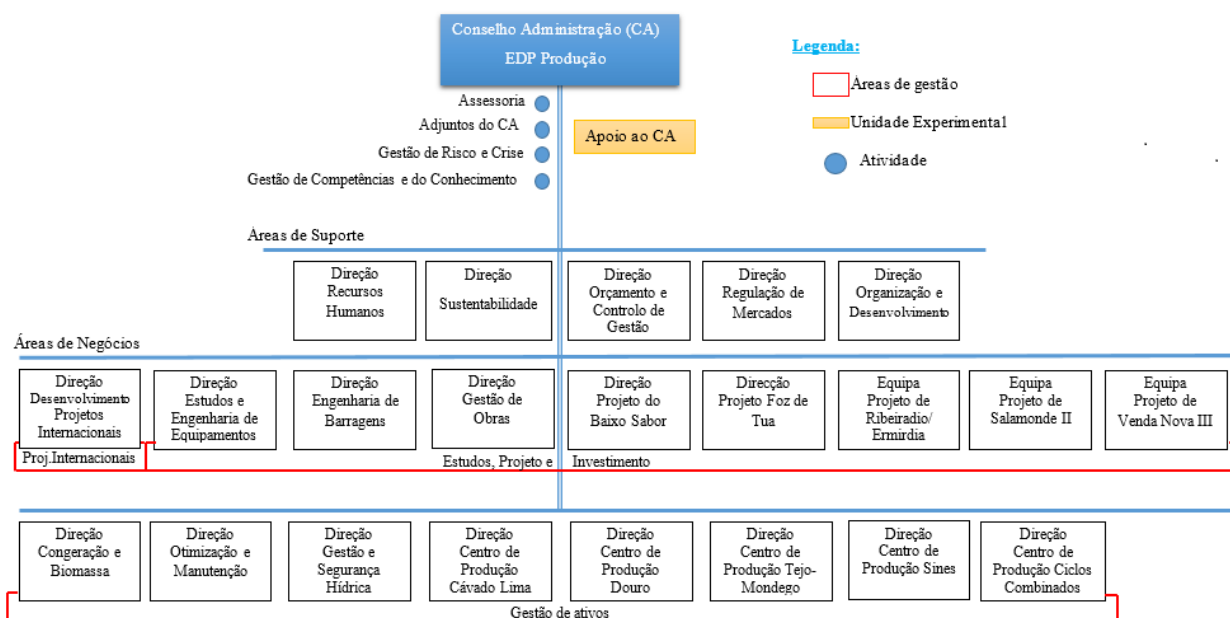 Conselho Administração (CA)
EDP Produção
Legenda:
Áreas de gestão
Unidade Experimental
Atividade
Assessoria
Adjuntos do CA
Gestão de Risco e Crise
Gestão de Competências e do Conhecimento
Apoio ao CA
Áreas de Suporte
Direção
Recursos
Humanos
Direção
Sustentabilidade
Direção
Orçamento e
Controlo de
Gestão
Direção
Regulação de
Mercados
Direção
Organização e
Desenvolvimento
Áreas de Negócios
Direção
Desenvolvimento
Projetos
Internacionais
Direção
Estudos e
Engenharia de
Equipamentos
Direção
Engenharia de
Barragens
Direção
Gestão de
Obras
Direção
Projeto do
Baixo Sabor
Direcção
Projeto Foz de
Tua
Equipa
Projeto de
Ribeiradio/
Ermirdia
Equipa
Projeto de
Salamonde II
Equipa
Projeto de
Venda Nova III
Proj.Internacionais
Estudos, Projeto e Investimento
Direção
Congeração e
Biomassa
Direção
Otimização e
Manutenção
Direção
Gestão e
Segurança
Hídrica
Direção
Centro de
Produção
Cávado Lima
Direção
Centro de
Produção
Douro
Direção
Centro de
Produção Tejo-
Mondego
Direção
Centro de
Produção Sines
Direção
Centro de
Produção Ciclos
Combinados
Gestão de ativos